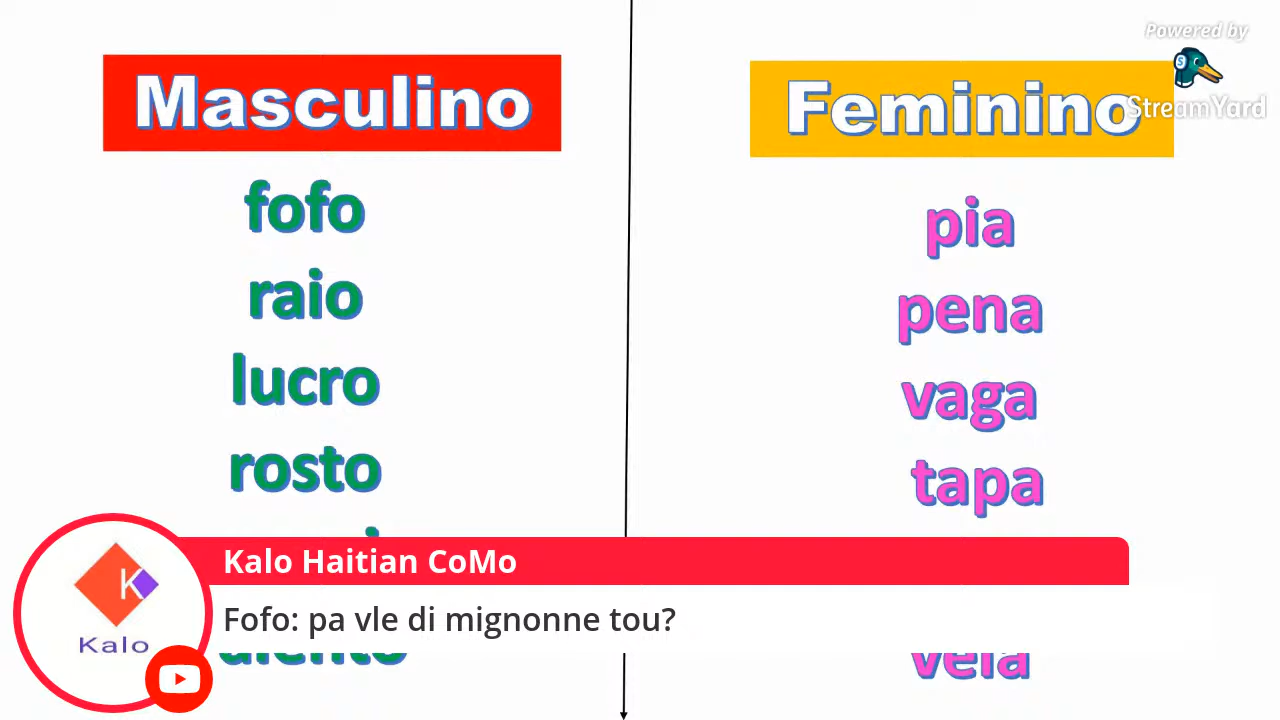 Powered by
StreamYard
Masculino
fofo
raio
lucro
rosto
Feminino
pia
pena
vaga
tapa
Kalo Haitian CoMo
Fofo: pa vle di mignonne tou?
K
Kalo